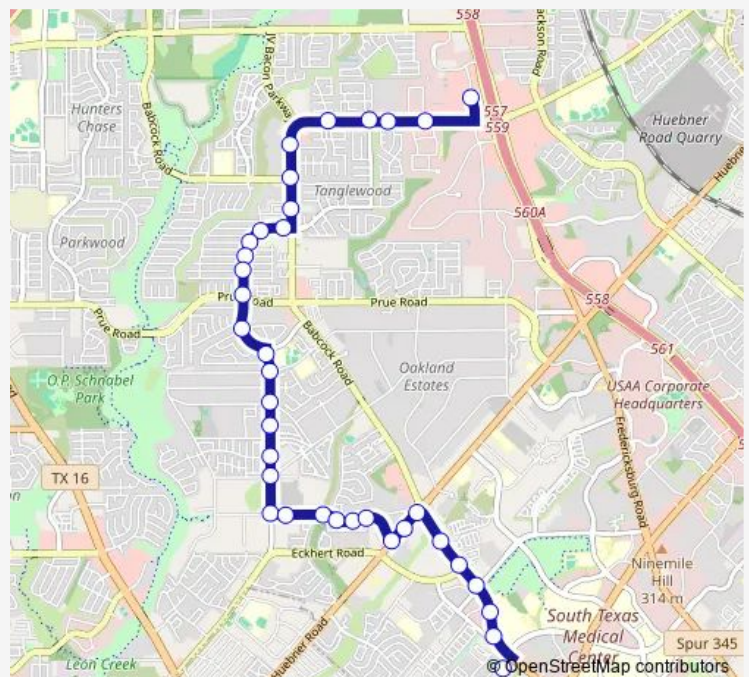 558
JV Bacon Parkway
Jackson Road
Hunters
Chase
Babcock Road
557
559
Huebner
Road Quarry
Huebner
Tanglewood
560A
Parkwood
Prue Road
Prue Road
558
Prue Road
Babcock Road
561
O.P. Schnabel
Park
Oakland
Estates
USAA Corporate
Headquarters
Fredericksburg Road
TX 16
Eckhert Road
Ninemile
Hill
314 m
Huebner Road
South Texas
Medical
Center
Spur 345
Leon Creek
© OpenStreetMap contributors